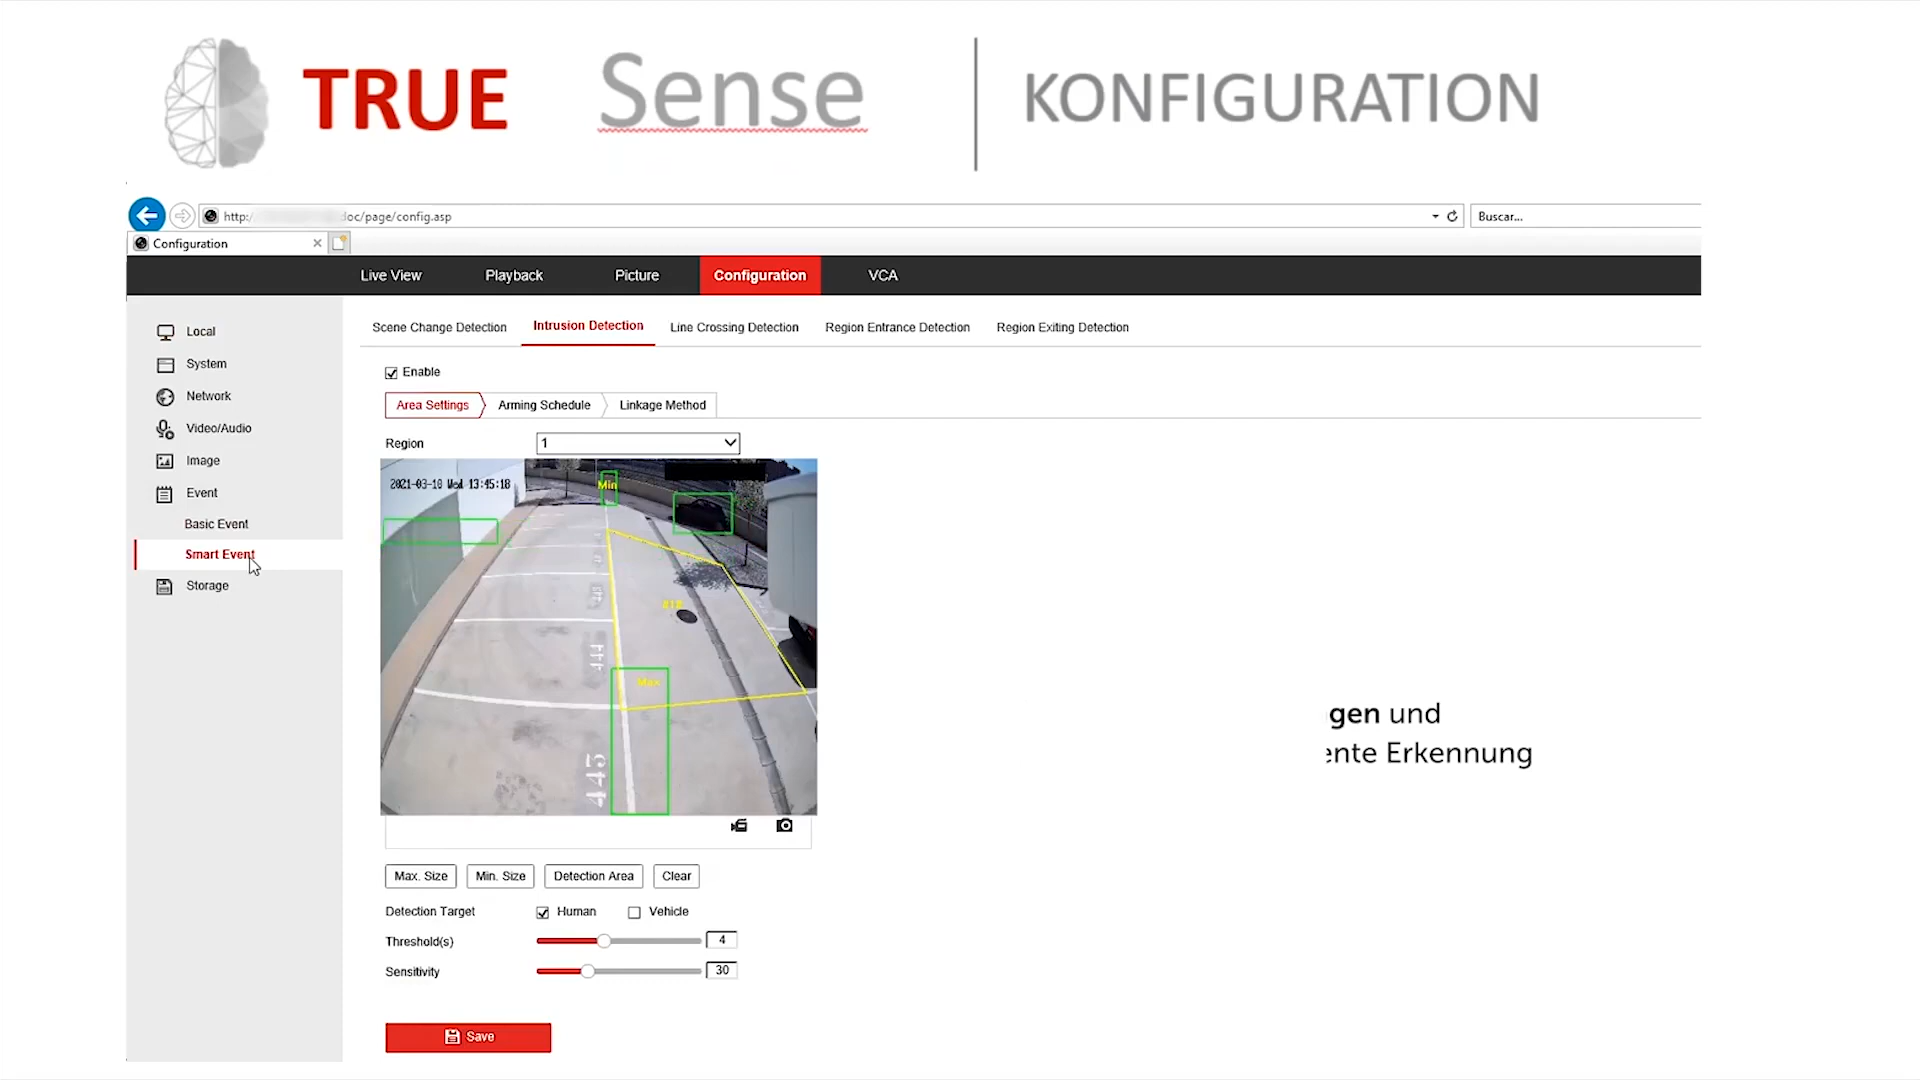 TRUE Sense
KONFIGURATION
http:/ doc/page/config.asp
Buscar...
Configuration
Live View Playback Picture Configuration VCA
Local
System
Network
Video/Audio
Image
Event
Basic Event
Smart Event
Storage
Scene Change Detection Intrusion Detection Line Crossing Detection Region Entrance Detection Region Exiting Detection
Enable
Area Settings Arming Schedule Linkage Method
Region 1
2021-03-10 Wed 13:45:18
Min
Max
gen und
ente Erkennung
Max. Size Min. Size Detection Area Clear
Detection Target Human Vehicle
Threshold(s) 4
Sensitivity 30
Save